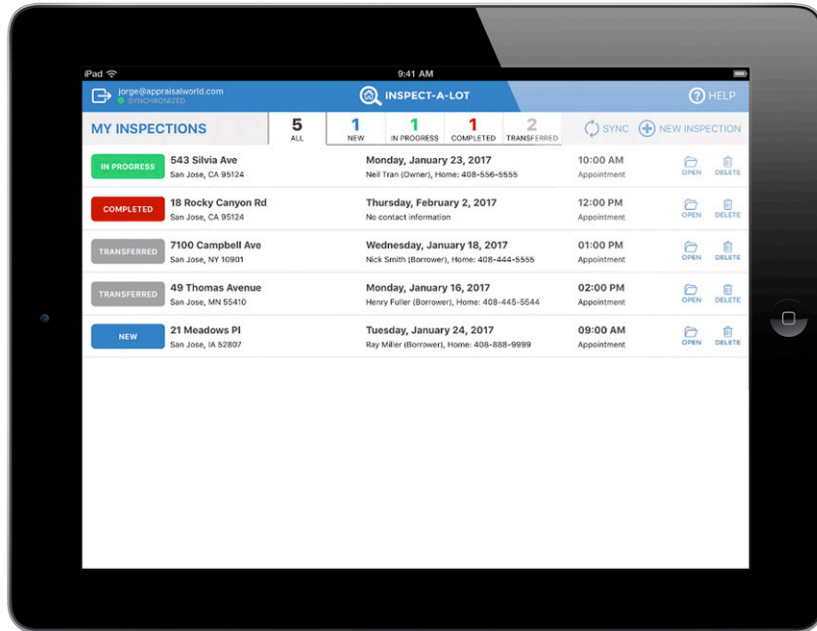 iPad 9:41 AM
jorge@appraisalworld.com
SYNCHRONIZED
INSPECT-A-LOT
HELP
MY INSPECTIONS
5 ALL
1 NEW
1 IN PROGRESS
1 COMPLETED
2 TRANSFERRED
SYNC
NEW INSPECTION
IN PROGRESS 543 Silvia Ave Monday, January 23, 2017 10:00 AM
San Jose, CA 95124 Neil Tran (Owner), Home: 408-556-5555 Appointment OPEN DELETE
COMPLETED 18 Rocky Canyon Rd Thursday, February 2, 2017 12:00 PM
San Jose, CA 95124 No contact information Appointment OPEN DELETE
TRANSFERRED 7100 Campbell Ave Wednesday, January 18, 2017 01:00 PM
San Jose, NY 10901 Nick Smith (Borrower), Home: 408-444-5555 Appointment OPEN DELETE
TRANSFERRED 49 Thomas Avenue Monday, January 16, 2017 02:00 PM
San Jose, MN 55410 Henry Fuller (Borrower), Home: 408-445-5544 Appointment OPEN DELETE
NEW 21 Meadows Pl Tuesday, January 24, 2017 09:00 AM
San Jose, IA 52807 Ray Miller (Borrower), Home: 408-888-9999 Appointment OPEN DELETE